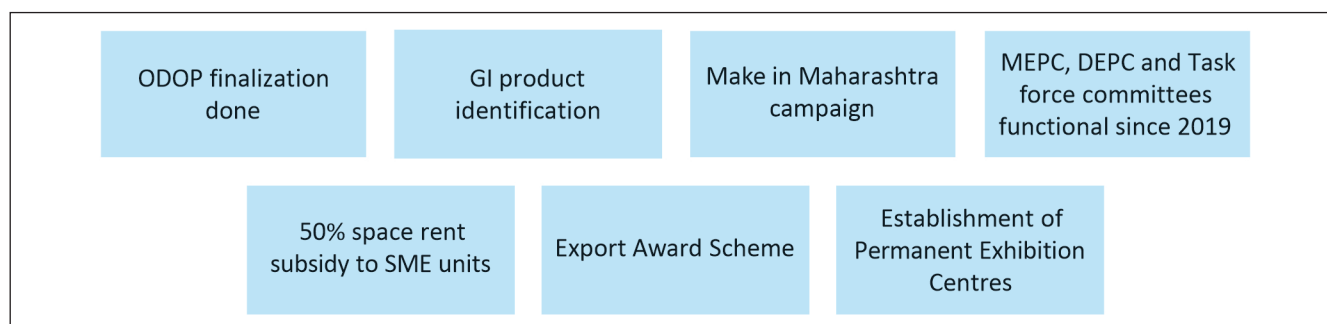 ODOP finalization
done
GI product
identification
Make in Maharashtra
campaign
MEPC, DEPC and Task
force committees
functional since 2019
50% space rent
subsidy to SME units
Export Award Scheme
Establishment of
Permanent Exhibition
Centres